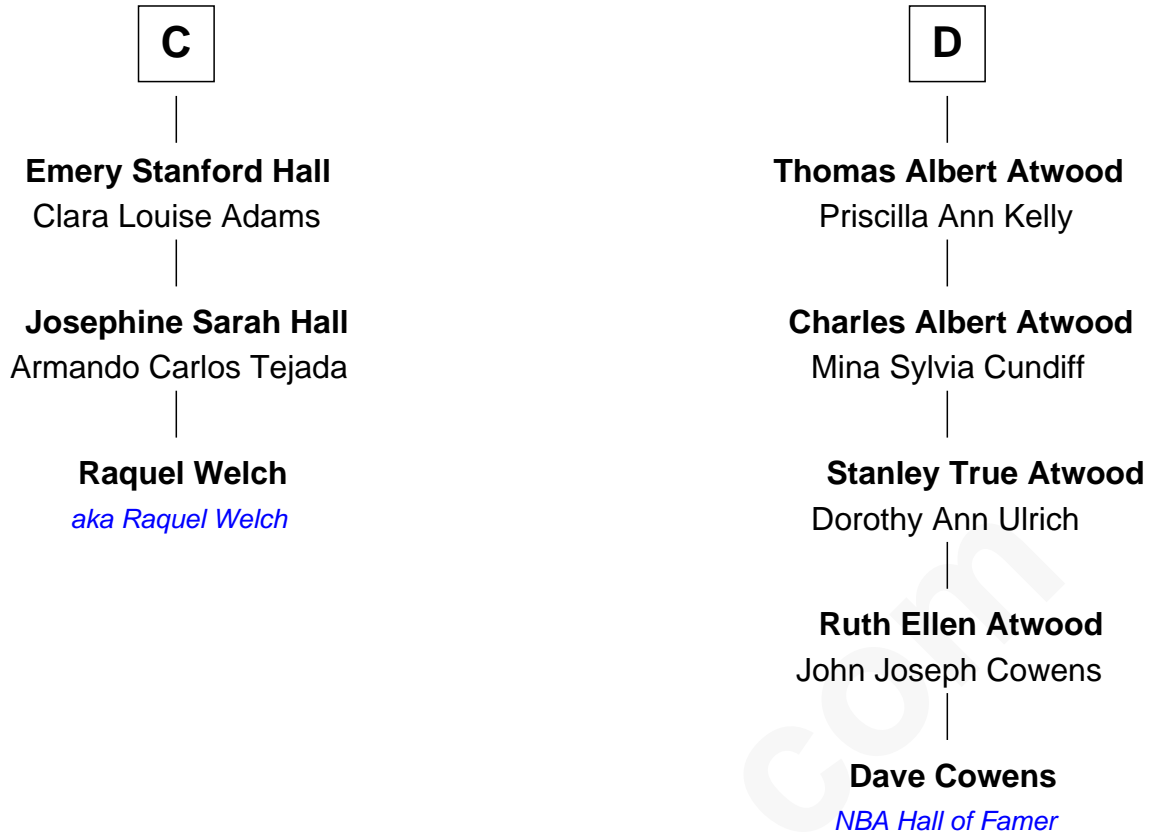 C
Emery Stanford Hall
Clara Louise Adams
Josephine Sarah Hall
Armando Carlos Tejada
Raquel Welch
aka Raquel Welch
D
Thomas Albert Atwood
Priscilla Ann Kelly
Charles Albert Atwood
Mina Sylvia Cundiff
Stanley True Atwood
Dorothy Ann Ulrich
Ruth Ellen Atwood
John Joseph Cowens
Dave Cowens
NBA Hall of Famer
com